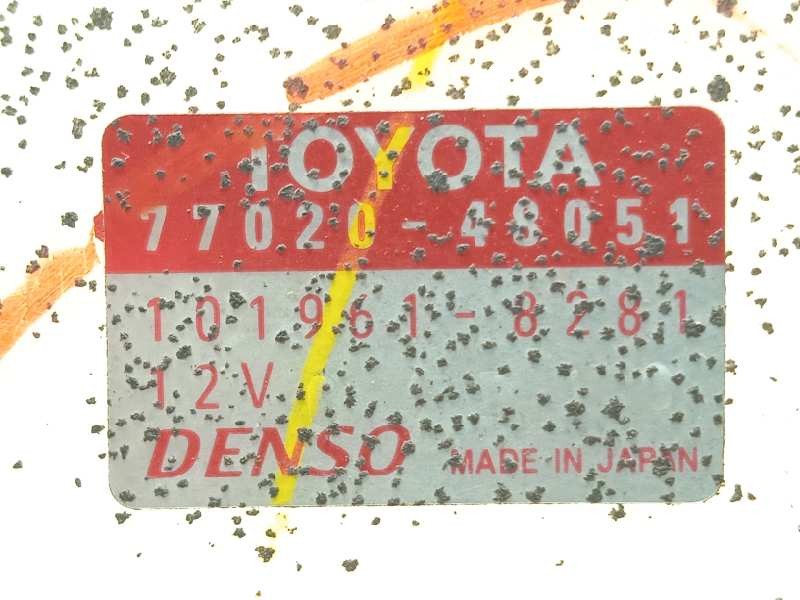 TOYOTA
77020-48051
101961-8281
12V
DENSO MADE IN JAPAN